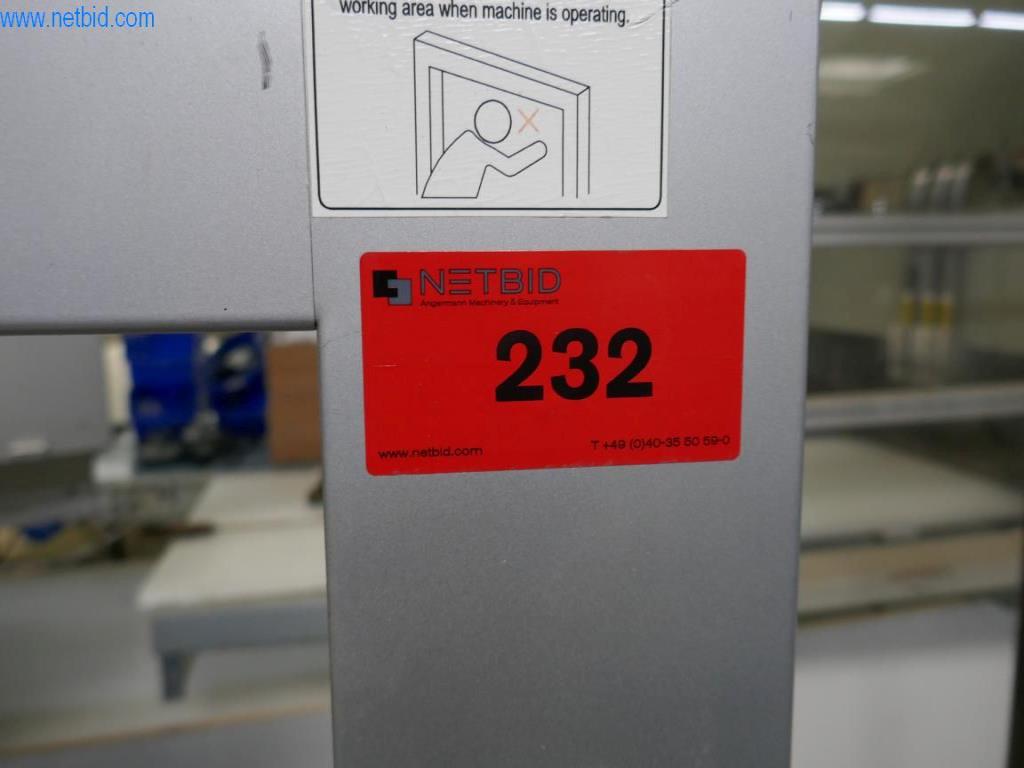 www.netbid.com
working area when machine is operating.
NETBID
Angermann Machinery & Equipment
232
www.netbid.com
T +49 (0)40-35 50 59-0